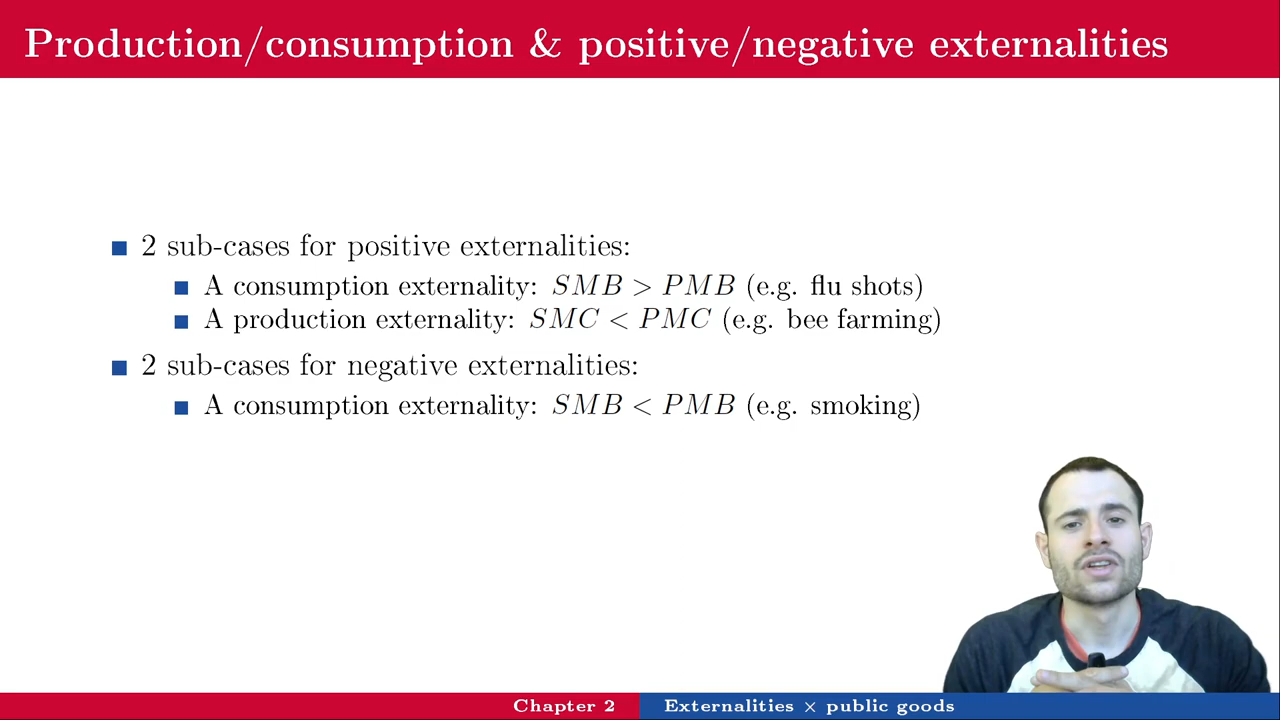 Production/consumption & positive/negative externalities
2 sub-cases for positive externalities:
A consumption externality: SMB > PMB (e.g. flu shots)
A production externality: SMC < PMC (e.g. bee farming)
2 sub-cases for negative externalities:
A consumption externality: SMB < PMB (e.g. smoking)
Chapter 2
Externalities × public goods